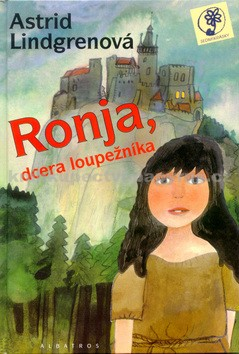 Astrid
Lindgrenová
Ronja,
dcera loupežníka
ALBATROS